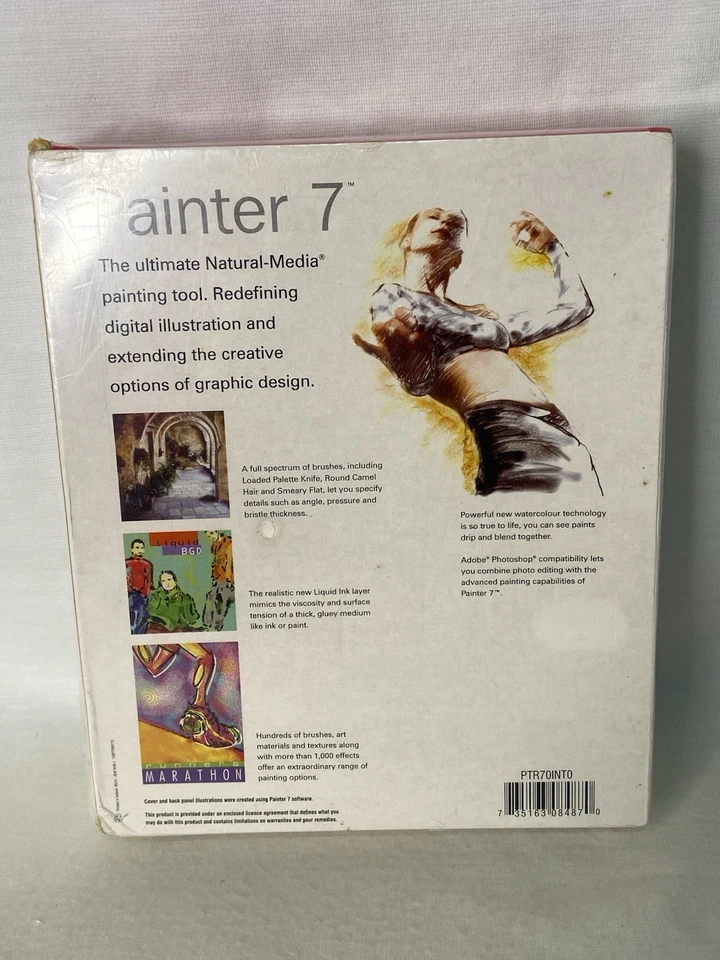 Painter 7™
The ultimate Natural-Media®
painting tool. Redefining
digital illustration and
extending the creative
options of graphic design.
A full spectrum of brushes, including
Loaded Palette Knife, Round Camel
Hair and Smeary Flat, let you specify
details such as angle, pressure and
bristle thickness.
Liquid
BGD
The realistic new Liquid Ink layer
mimics the viscosity and surface
tension of a thick, gluey medium
like ink or paint.
runners
MARATHON
Hundreds of brushes, art
materials and textures along
with more than 1,000 effects
offer an extraordinary range of
painting options.
Powerful new watercolour technology
is so true to life, you can see paints
drip and blend together.
Adobe® Photoshop® compatibility lets
you combine photo editing with the
advanced painting capabilities of
Painter 7™.
Cover and back panel illustrations were created using Painter 7 software.
This product is provided under an enclosed licence agreement that defines what you
may do with this product and contains limitations on warranties and your remedies.
PTR70INT0
7 35163 08487 0